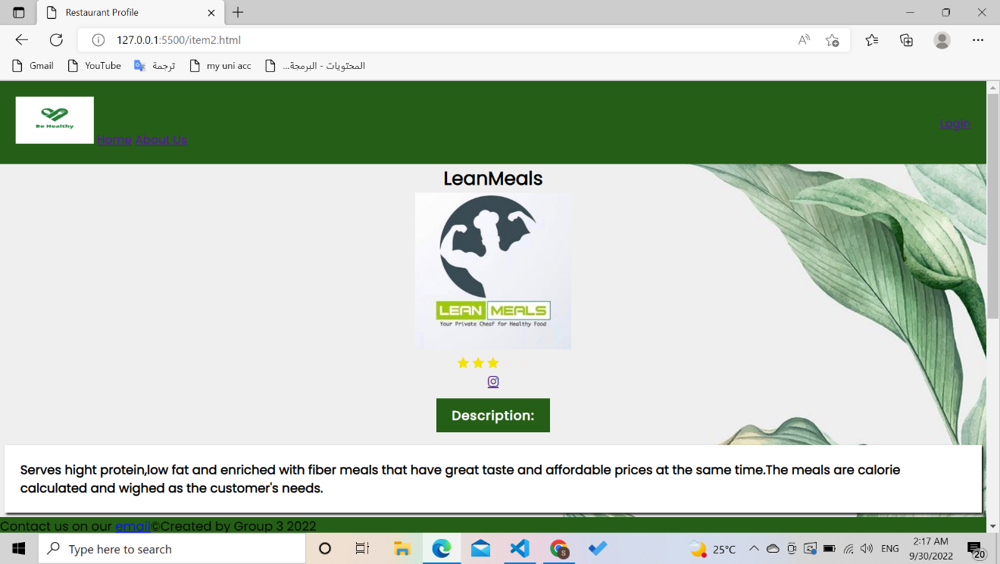 Restaurant Profile
127.0.0.1:5500/item2.html
Gmail YouTube ترجمة my uni acc المحتويات - البرمجة...
Be Healthy
Home About Us
Login
LeanMeals
LEAN MEALS
Your Private Cheaf for Healthy Food
Description:
Serves hight protein,low fat and enriched with fiber meals that have great taste and affordable prices at the same time.The meals are calorie
calculated and wighed as the customer's needs.
Contact us on our email©Created by Group 3 2022
Type here to search
25°C
ENG
2:17 AM
9/30/2022
20